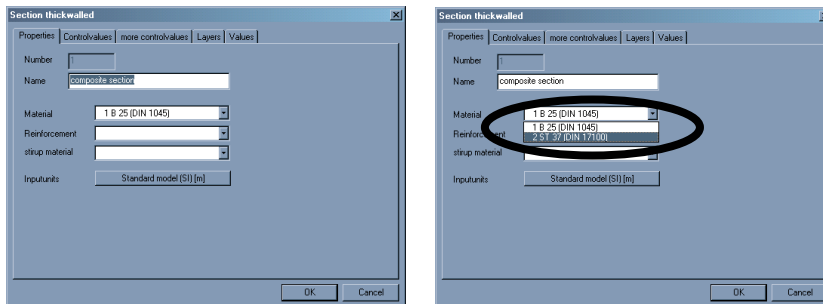 Section thickwalled
Properties Controlvalues more controlvalues Layers Values
Number 1
Name composite section
Material 1 B 25 (DIN 1045)
Reinforcement
stirup material
Inputunits Standard model (SI) [m]
OK Cancel
Section thickwalled
Properties Controlvalues more controlvalues Layers Values
Number 1
Name composite section
Material 1 B 25 (DIN 1045)
1 B 25 (DIN 1045)
Reinforcement 2 ST 37 (DIN 17100)
stirup material
Inputunits Standard model (SI) [m]
OK Cancel